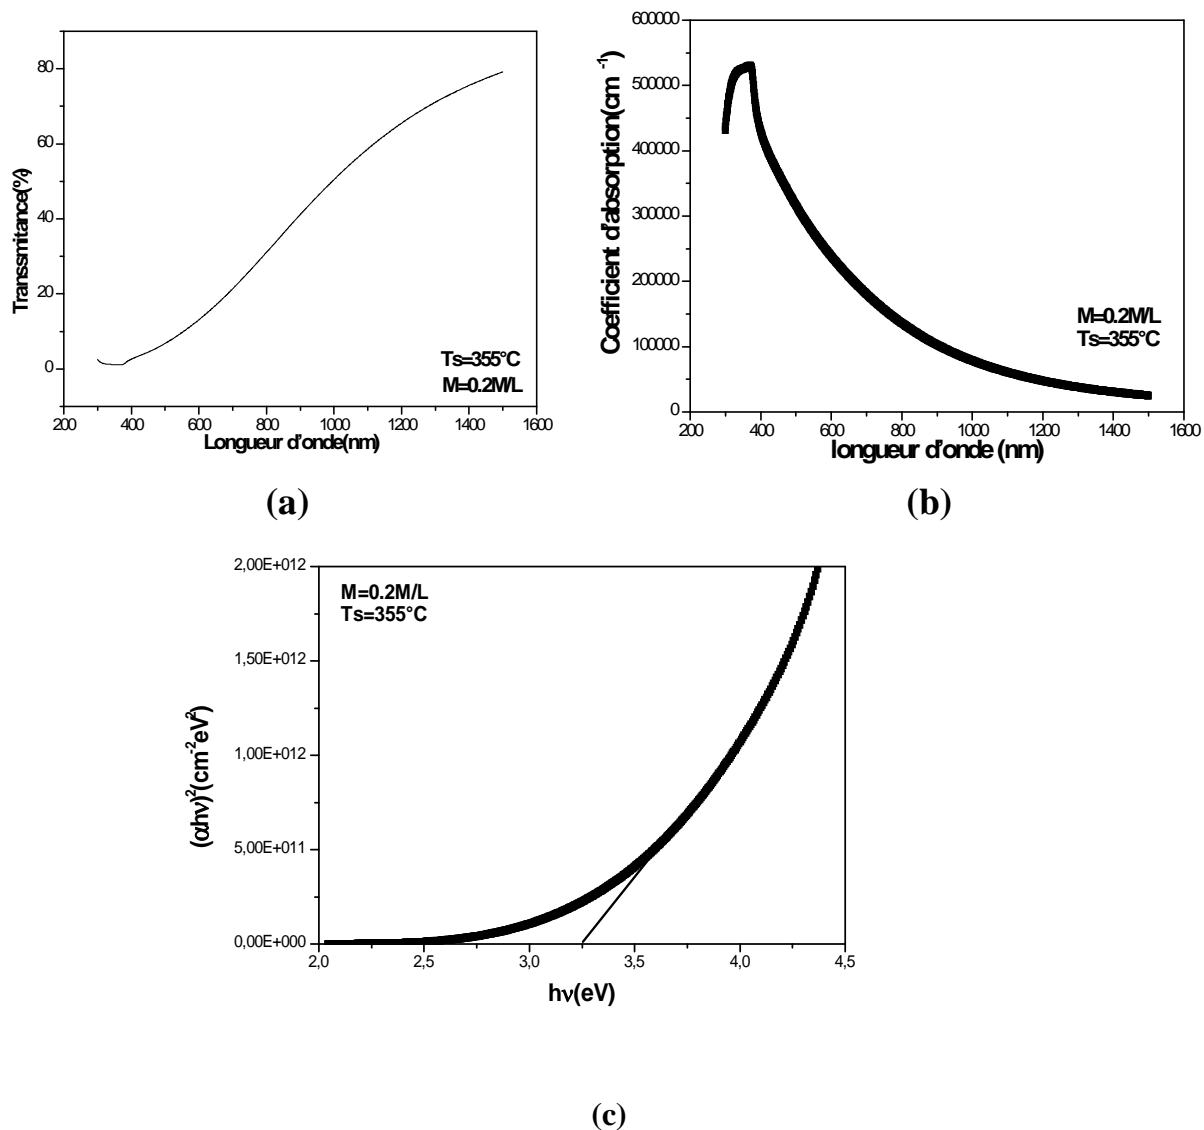 80
60
40
20
0
Transsmitance(%)
Ts=355°C
M=0.2M/L
200 400 600 800 1000 1200 1400 1600
Longueur d'onde(nm)
(a)
600000
500000
400000
300000
200000
100000
0
Coefficient d'absorption(cm⁻¹)
M=0.2M/L
Ts=355°C
200 400 600 800 1000 1200 1400 1600
longueur d'onde (nm)
(b)
2,00E+012
1,50E+012
1,00E+012
5,00E+011
0,00E+000
(αhν)²(cm⁻²eV²)
M=0.2M/L
Ts=355°C
2,0 2,5 3,0 3,5 4,0 4,5
hν(eV)
(c)